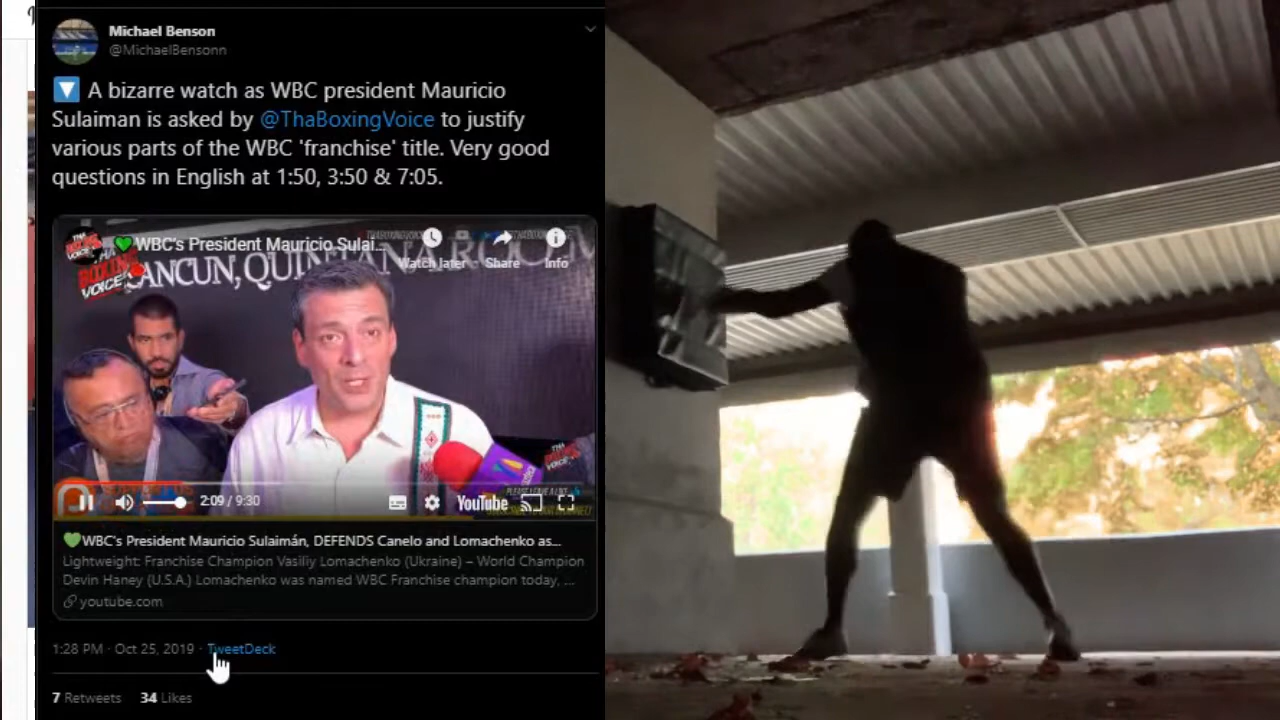 Michael Benson
@MichaelBensonn
A bizarre watch as WBC president Mauricio
Sulaiman is asked by @ThaBoxingVoice to justify
various parts of the WBC 'franchise' title. Very good
questions in English at 1:50, 3:50 & 7:05.
WBC's President Mauricio Sulai...
Watch later
Share
Info
THA
BOXING
VOICE
CANCUN, QUINTANA ROO
2:09 / 9:30
YouTube
WBC's President Mauricio Sulaimán, DEFENDS Canelo and Lomachenko as...
Lightweight: Franchise Champion Vasiliy Lomachenko (Ukraine) – World Champion
Devin Haney (U.S.A.) Lomachenko was named WBC Franchise champion today, ...
youtube.com
1:28 PM · Oct 25, 2019 · TweetDeck
7 Retweets 34 Likes